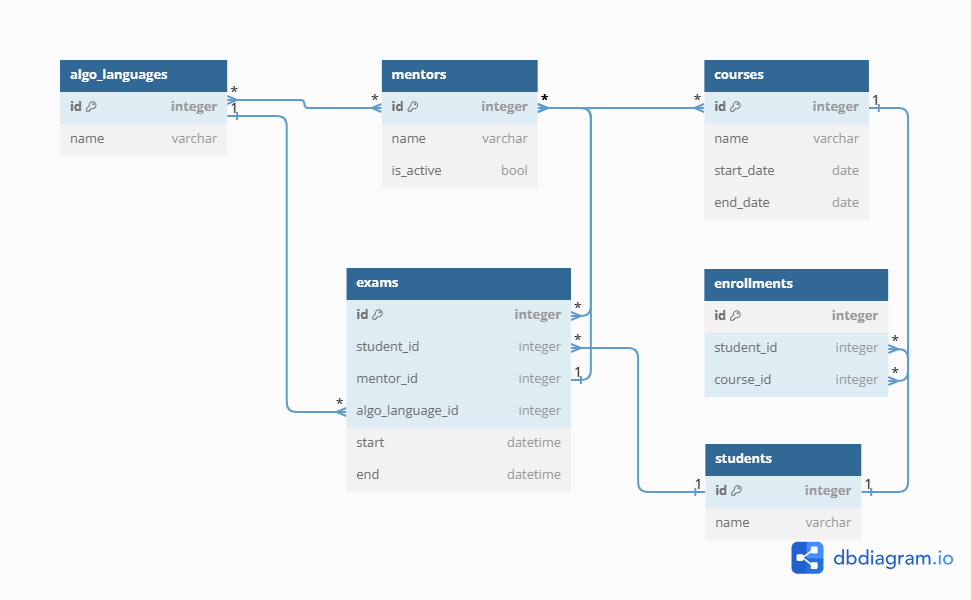 algo_languages
id integer
name varchar
mentors
id integer
name varchar
is_active bool
courses
id integer
name varchar
start_date date
end_date date
exams
id integer
student_id integer
mentor_id integer
algo_language_id integer
start datetime
end datetime
enrollments
id integer
student_id integer
course_id integer
students
id integer
name varchar
* 1 * * * 1
* * 1 *
* *
1 1
dbdiagram.io